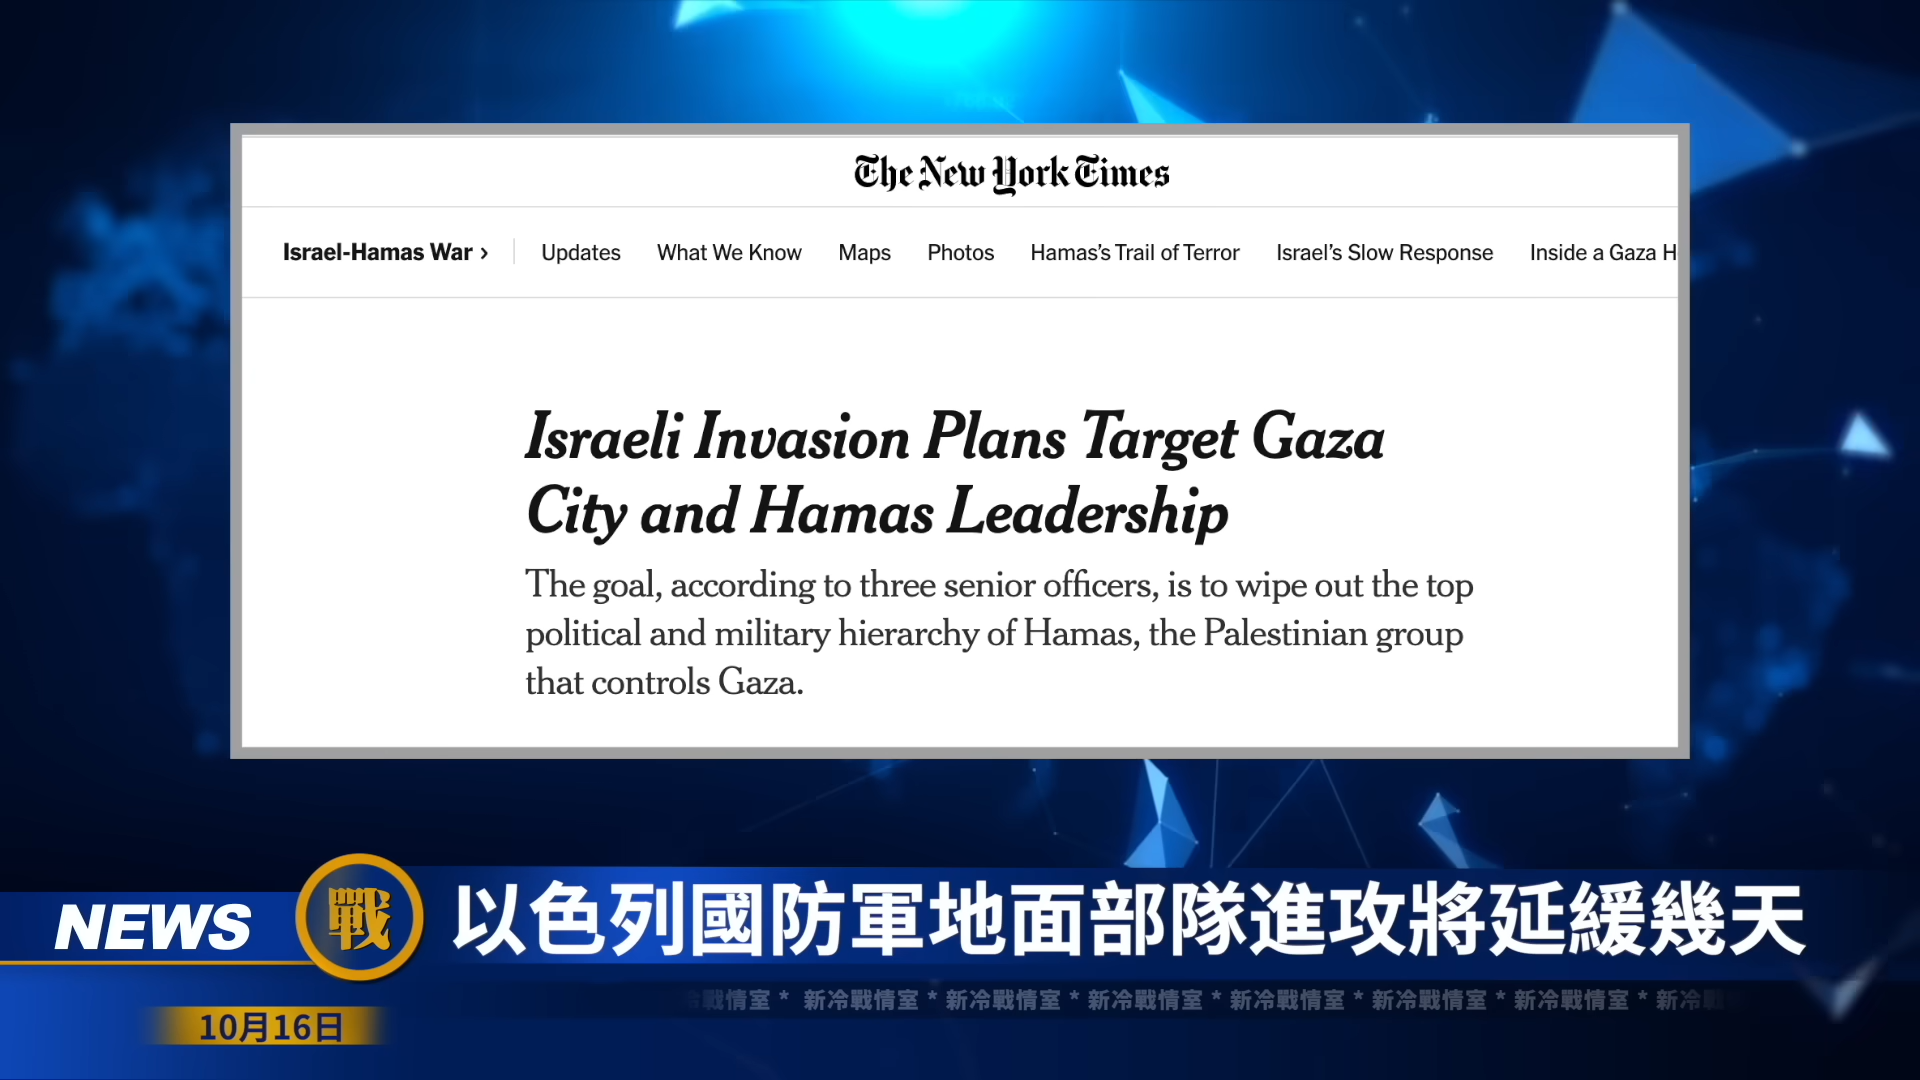 The New York Times
Israel-Hamas War › Updates What We Know Maps Photos Hamas's Trail of Terror Israel's Slow Response Inside a Gaza H
Israeli Invasion Plans Target Gaza
City and Hamas Leadership
The goal, according to three senior officers, is to wipe out the top
political and military hierarchy of Hamas, the Palestinian group
that controls Gaza.
NEWS 戰 以色列國防軍地面部隊進攻將延緩幾天
戰情室 * 新冷戰情室 * 新冷戰情室 * 新冷戰情室 * 新冷戰情室 * 新冷戰情室 * 新冷戰情室 * 新冷
10月16日